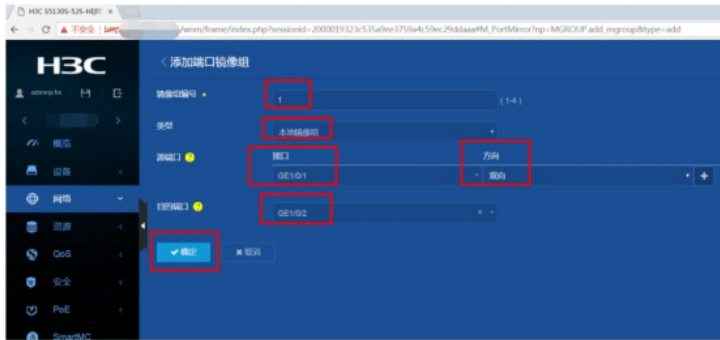 H3C S5130S-52S-HI
不安全
/wnm/frame/index.php?sessionid=2000019323c535a9ee3759a4c59ec29ddaaa#M_PortMirror?np=MGROUP.add_mgroup&type=add
H3C
添加端口镜像组
镜像组编号 *
1
(1-4)
类型
本地镜像组
源端口
接口 方向
GE1/0/1 双向
目的端口
GE1/0/2
确定 取消
概览
设备
网络
资源
QoS
安全
PoE
SmartMC